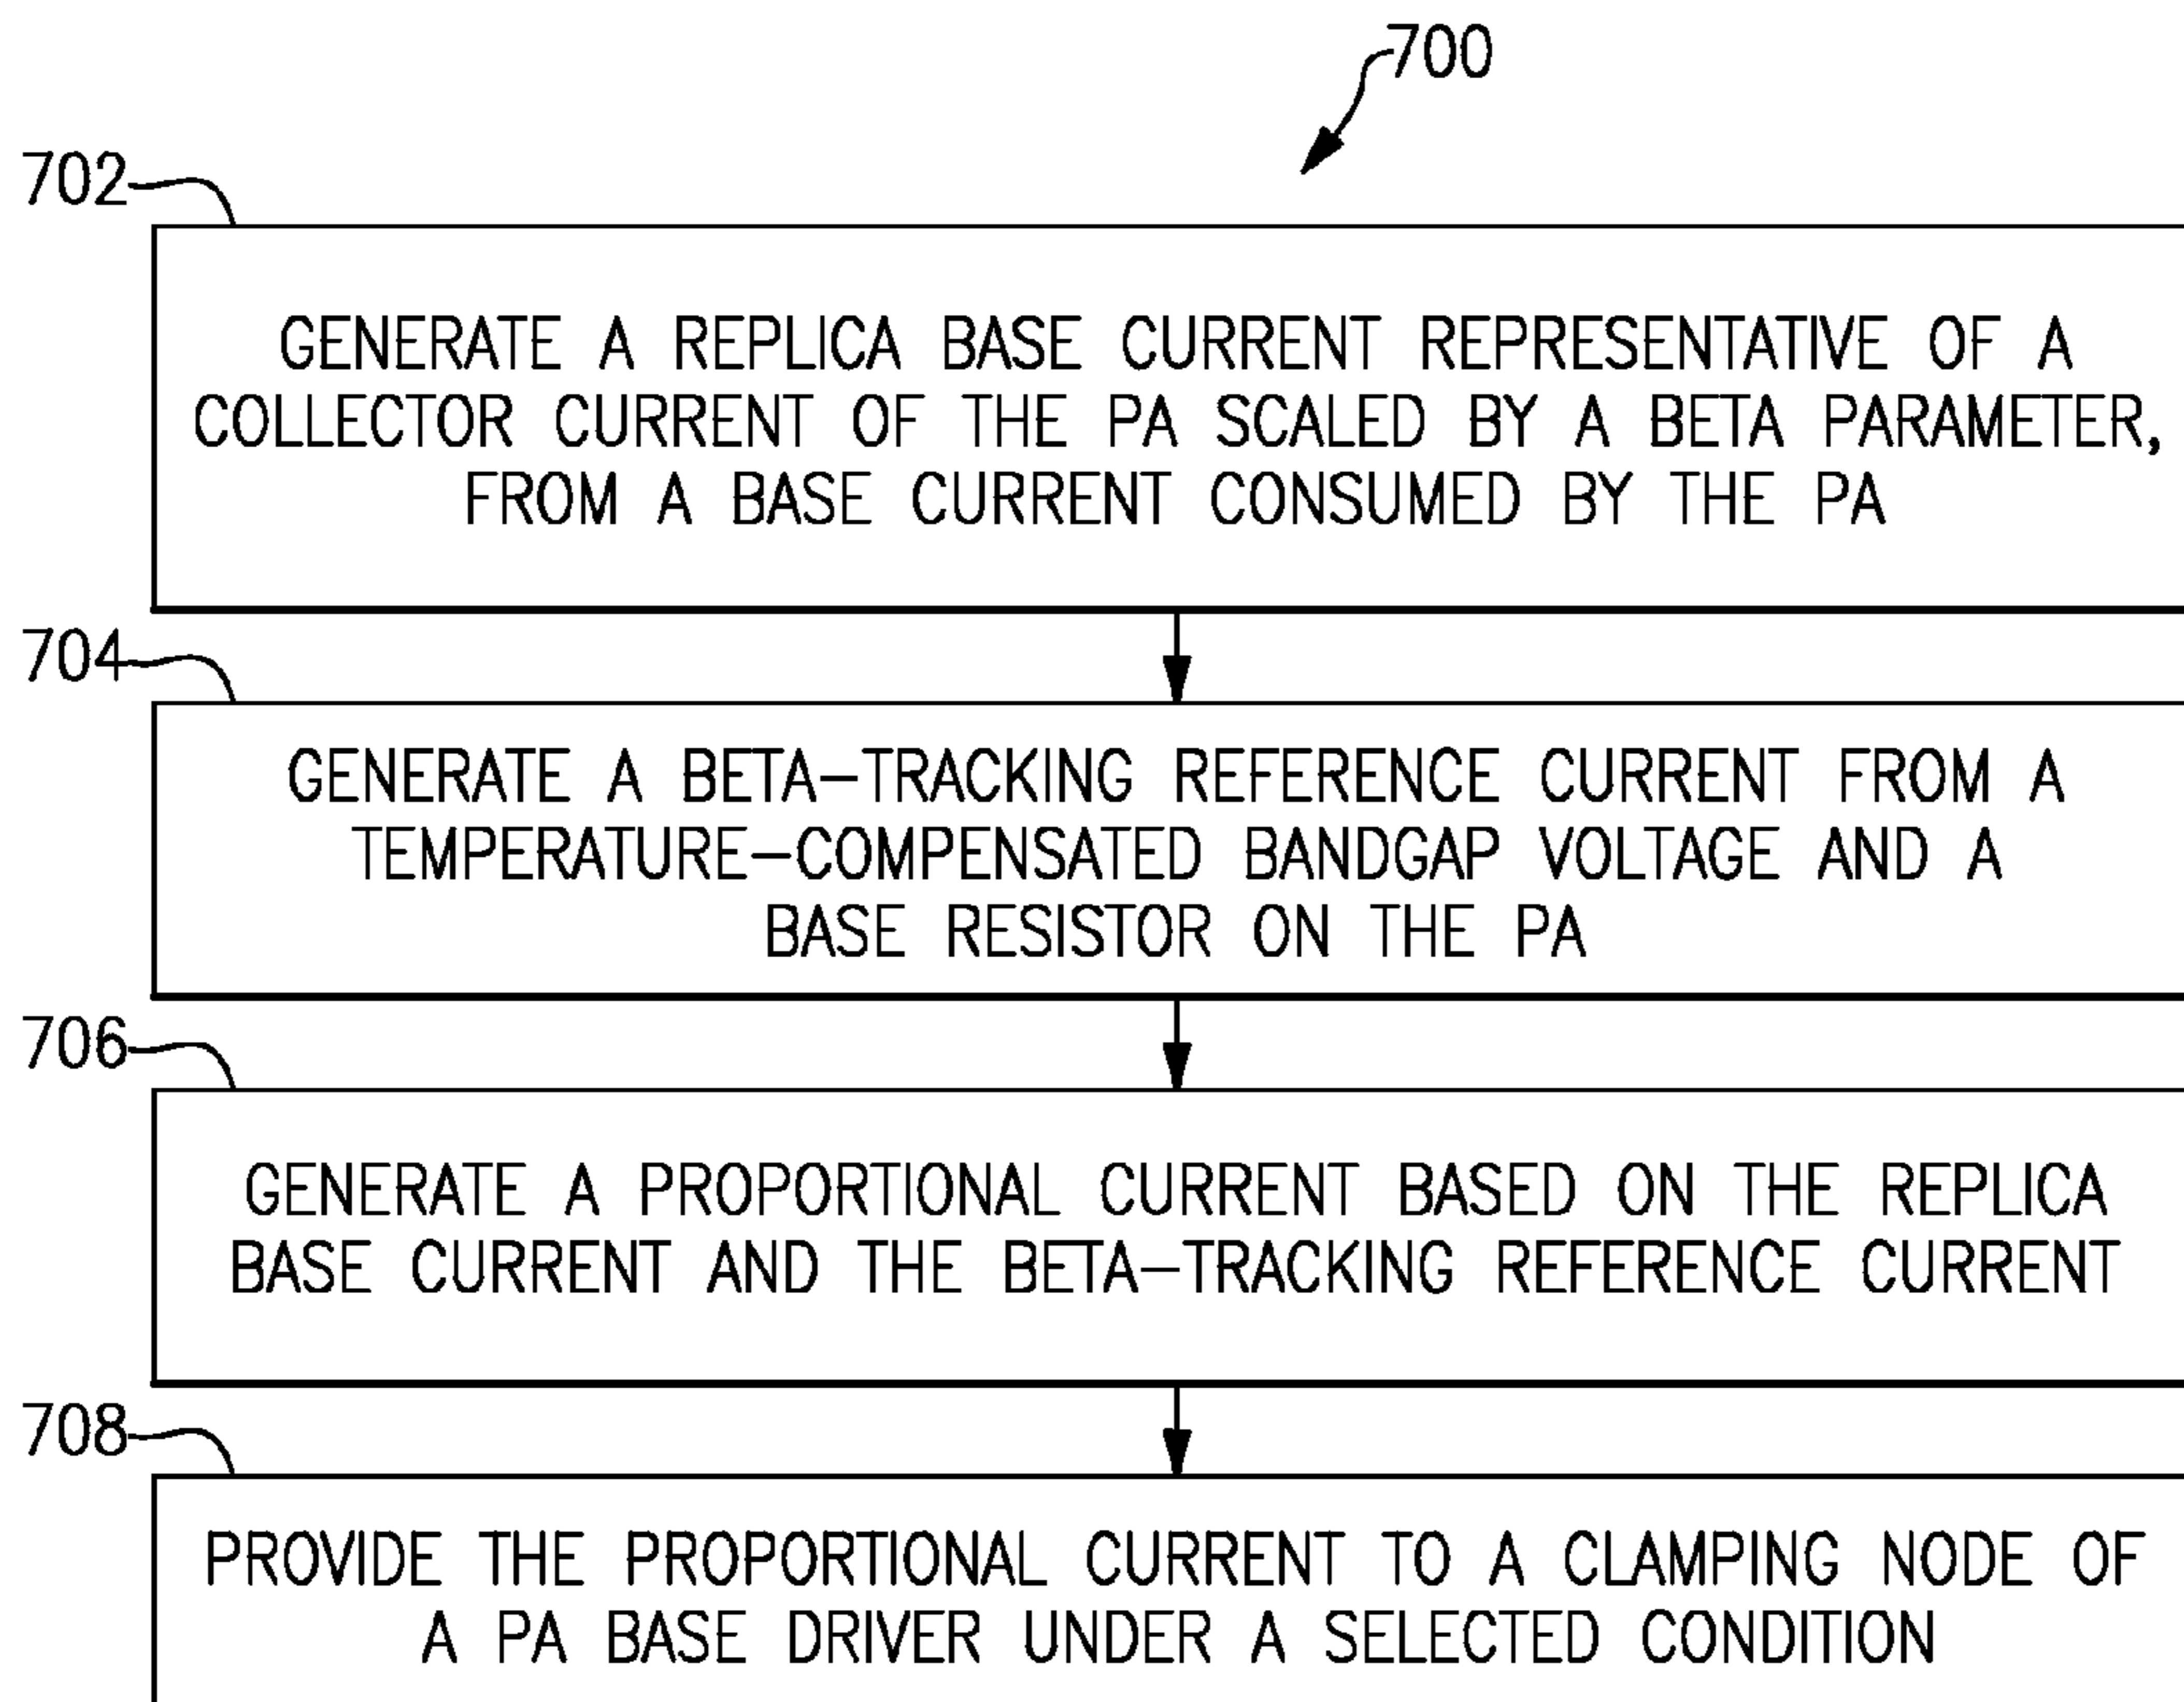 700
702
GENERATE A REPLICA BASE CURRENT REPRESENTATIVE OF A
COLLECTOR CURRENT OF THE PA SCALED BY A BETA PARAMETER,
FROM A BASE CURRENT CONSUMED BY THE PA
704
GENERATE A BETA-TRACKING REFERENCE CURRENT FROM A
TEMPERATURE-COMPENSATED BANDGAP VOLTAGE AND A
BASE RESISTOR ON THE PA
706
GENERATE A PROPORTIONAL CURRENT BASED ON THE REPLICA
BASE CURRENT AND THE BETA-TRACKING REFERENCE CURRENT
708
PROVIDE THE PROPORTIONAL CURRENT TO A CLAMPING NODE OF
A PA BASE DRIVER UNDER A SELECTED CONDITION